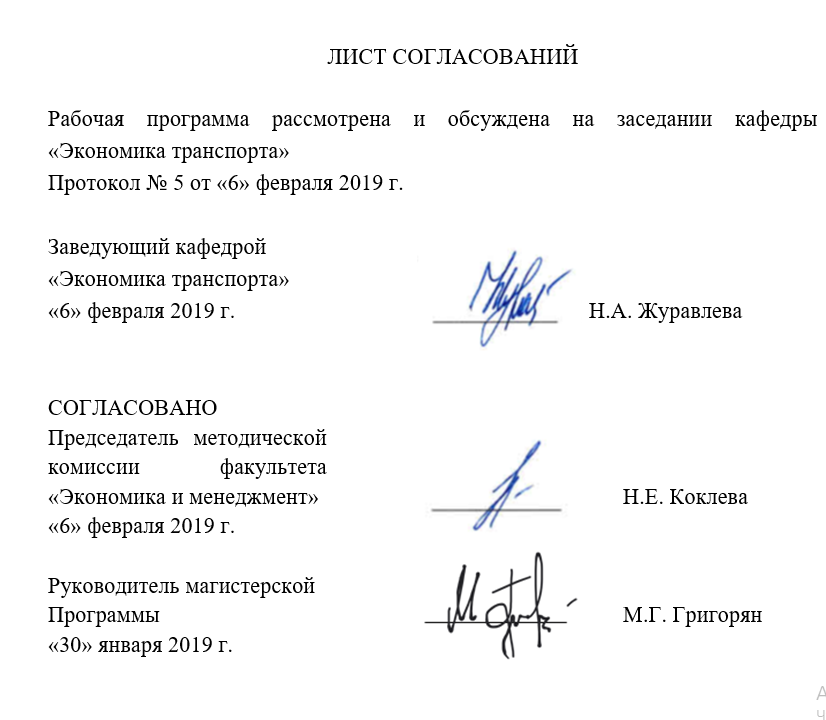 ЛИСТ СОГЛАСОВАНИЙ
Рабочая программа рассмотрена и обсуждена на заседании кафедры
«Экономика транспорта»
Протокол № 5 от «6» февраля 2019 г.
Заведующий кафедрой
«Экономика транспорта»
«6» февраля 2019 г. Н.А. Журавлева
СОГЛАСОВАНО
Председатель методической
комиссии факультета
«Экономика и менеджмент» Н.Е. Коклева
«6» февраля 2019 г.
Руководитель магистерской
Программы М.Г. Григорян
«30» января 2019 г.